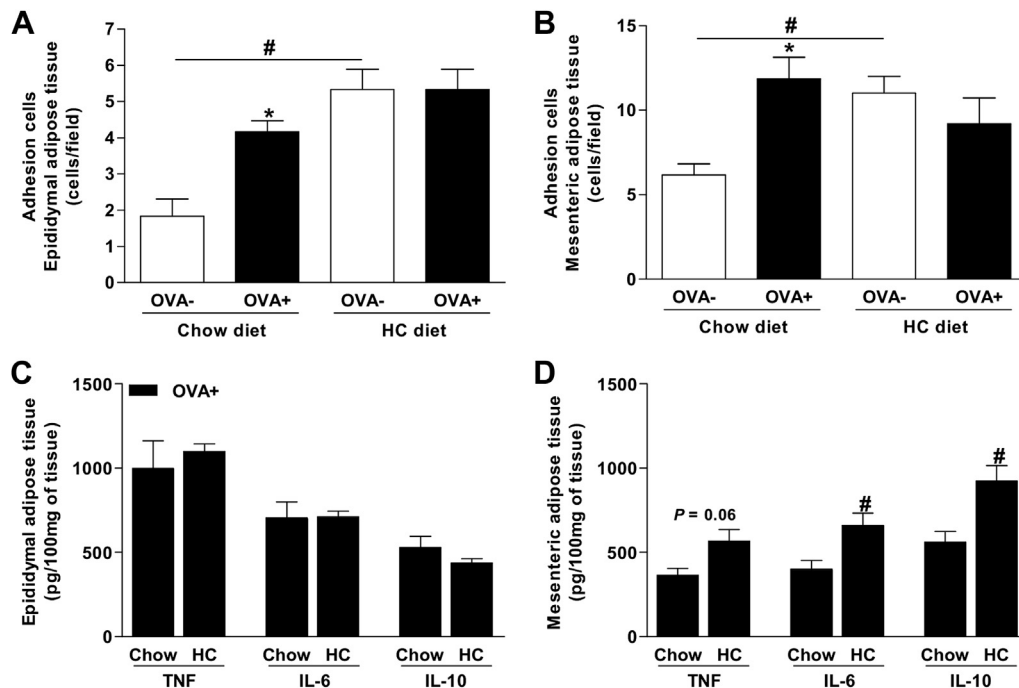 A
Adhesion cells
Epididymal adipose tissue
(cells/field)
7
6
5
4
3
2
1
0
#
*
OVA- OVA+ OVA- OVA+
Chow diet HC diet
B
Adhesion cells
Mesenteric adipose tissue
(cells/field)
15
10
5
0
#
*
OVA- OVA+ OVA- OVA+
Chow diet HC diet
C
Epididymal adipose tissue
(pg/100mg of tissue)
1500
1000
500
0
OVA+
Chow HC Chow HC Chow HC
TNF IL-6 IL-10
D
Mesenteric adipose tissue
(pg/100mg of tissue)
1500
1000
500
0
P = 0.06
#
#
Chow HC Chow HC Chow HC
TNF IL-6 IL-10